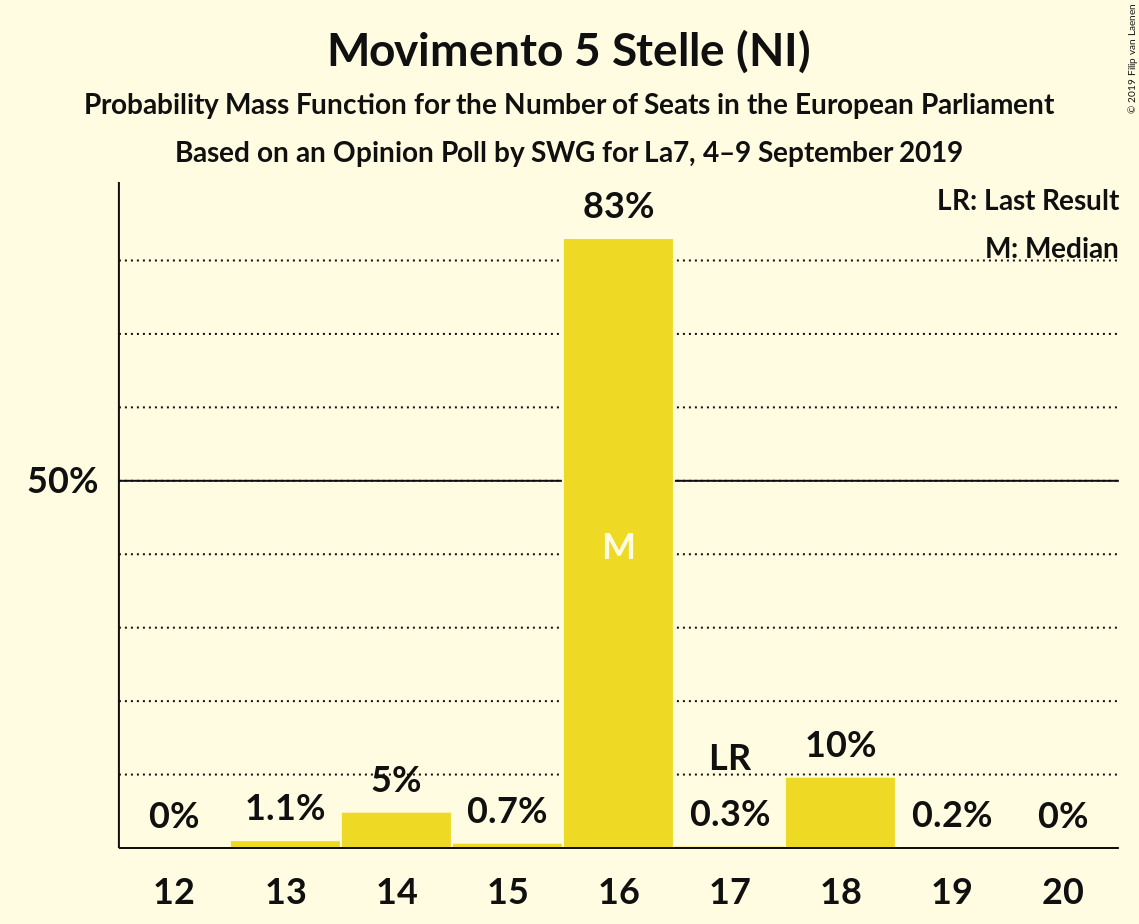 Movimento 5 Stelle (NI)
Probability Mass Function for the Number of Seats in the European Parliament
Based on an Opinion Poll by SWG for La7, 4–9 September 2019
© 2019 Filip van Laenen
LR: Last Result
M: Median
50%
0%
1.1%
5%
0.7%
83%
M
LR
0.3%
10%
0.2%
0%
12 13 14 15 16 17 18 19 20